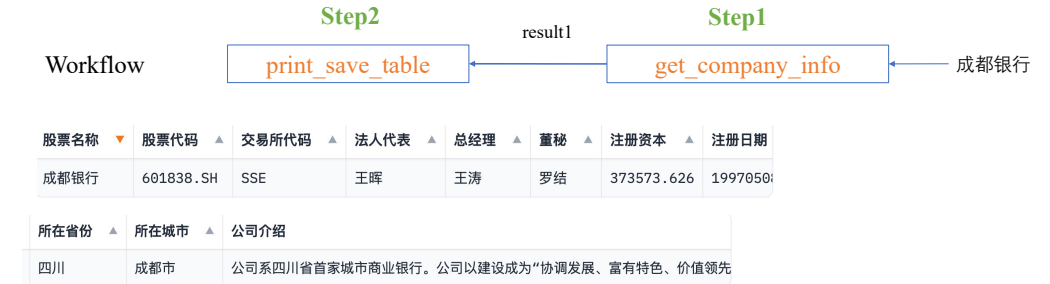 Step2 Step1
result1
Workflow print_save_table get_company_info 成都银行
股票名称 股票代码 交易所代码 法人代表 总经理 董秘 注册资本 注册日期
成都银行 601838.SH SSE 王晖 王涛 罗结 373573.626 19970508
所在省份 所在城市 公司介绍
四川 成都市 公司系四川省首家城市商业银行。公司以建设成为“协调发展、富有特色、价值领先